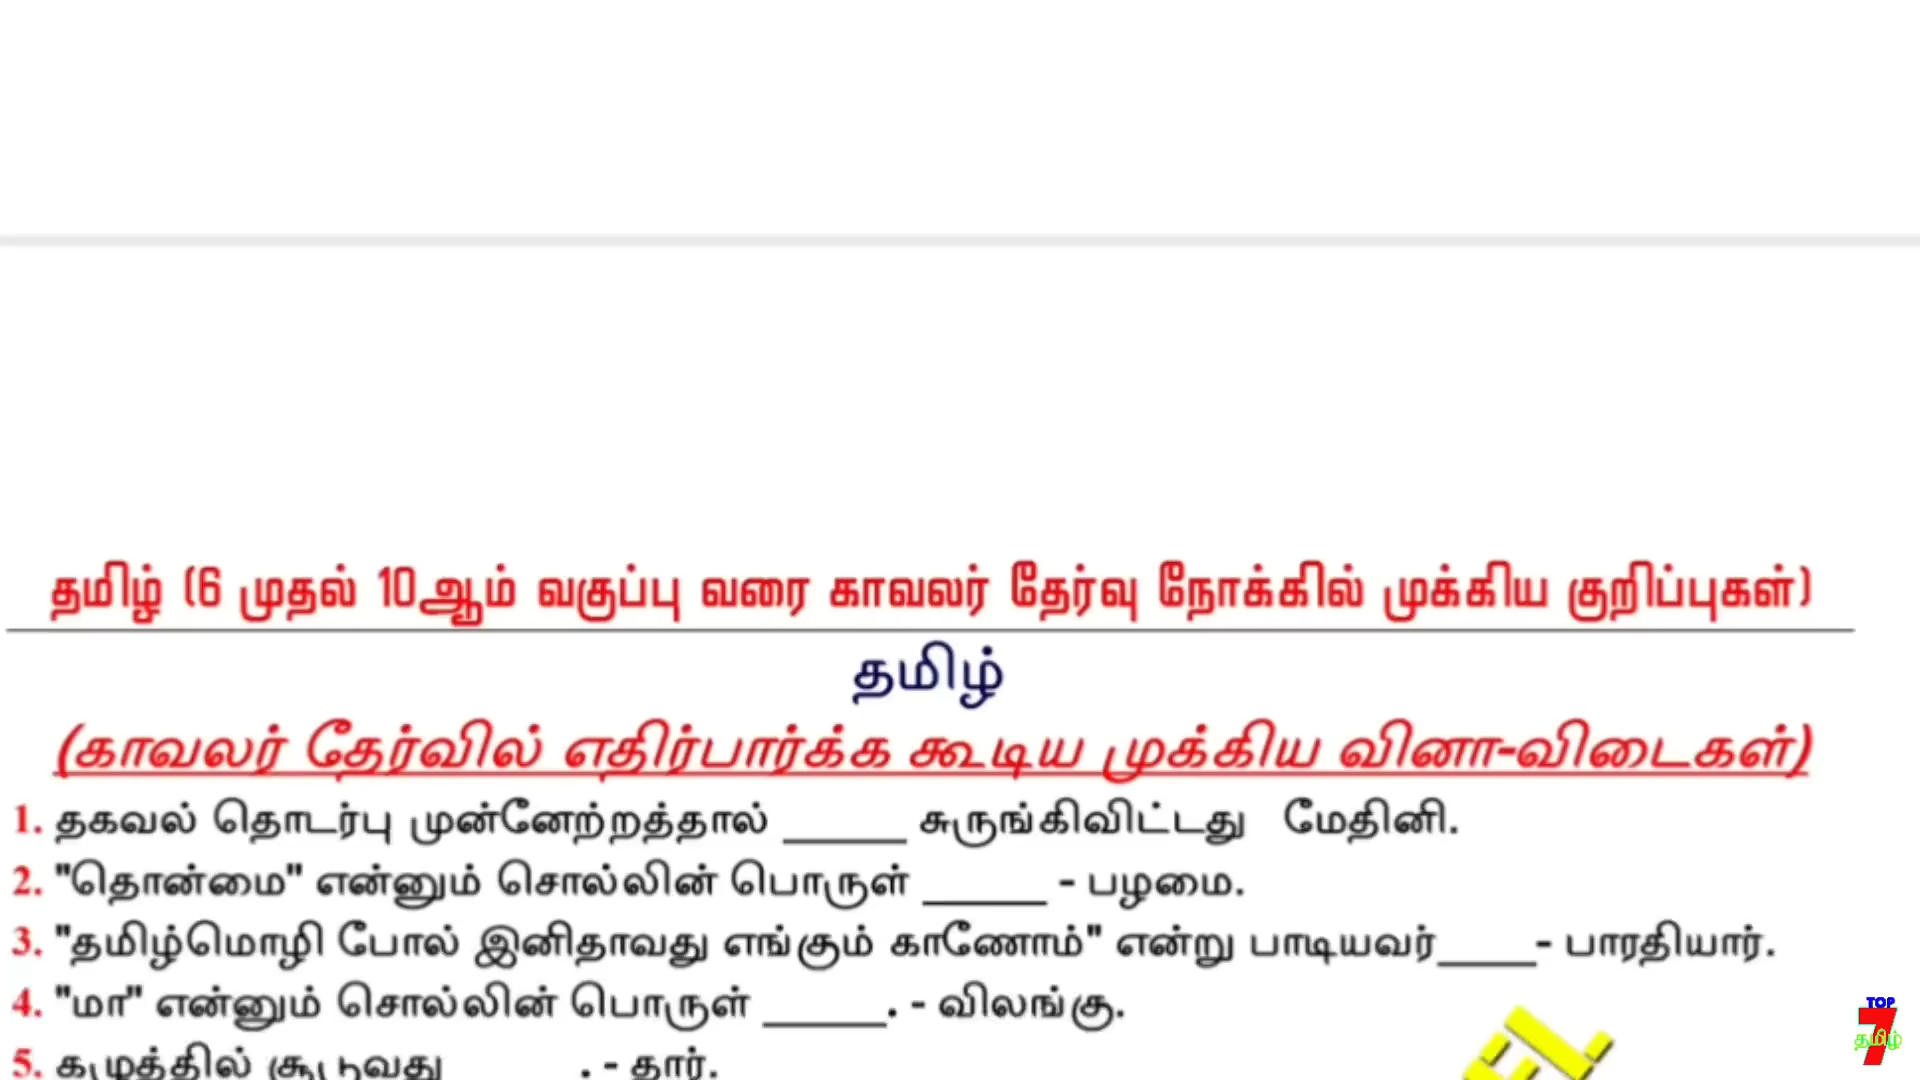 தமிழ் (6 முதல் 10ஆம் வகுப்பு வரை காவலர் தேர்வு நோக்கில் முக்கிய குறிப்புகள்)
தமிழ்
(காவலர் தேர்வில் எதிர்பார்க்க கூடிய முக்கிய வினா-விடைகள்)
1. தகவல் தொடர்பு முன்னேற்றத்தால் ______ சுருங்கிவிட்டது மேதினி.
2. "தொன்மை" என்னும் சொல்லின் பொருள் ______ - பழமை.
3. "தமிழ்மொழி போல் இனிதாவது எங்கும் காணோம்" என்று பாடியவர்_____- பாரதியார்.
4. "மா" என்னும் சொல்லின் பொருள் ______. - விலங்கு.
5. கழுத்தில் சூடுவது ______. - தார்.
TOP
7
தமிழ்